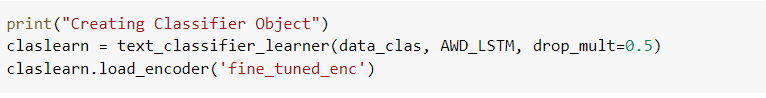 print("Creating Classifier Object")
claslearn = text_classifier_learner(data_clas, AWD_LSTM, drop_mult=0.5)
claslearn.load_encoder('fine_tuned_enc')